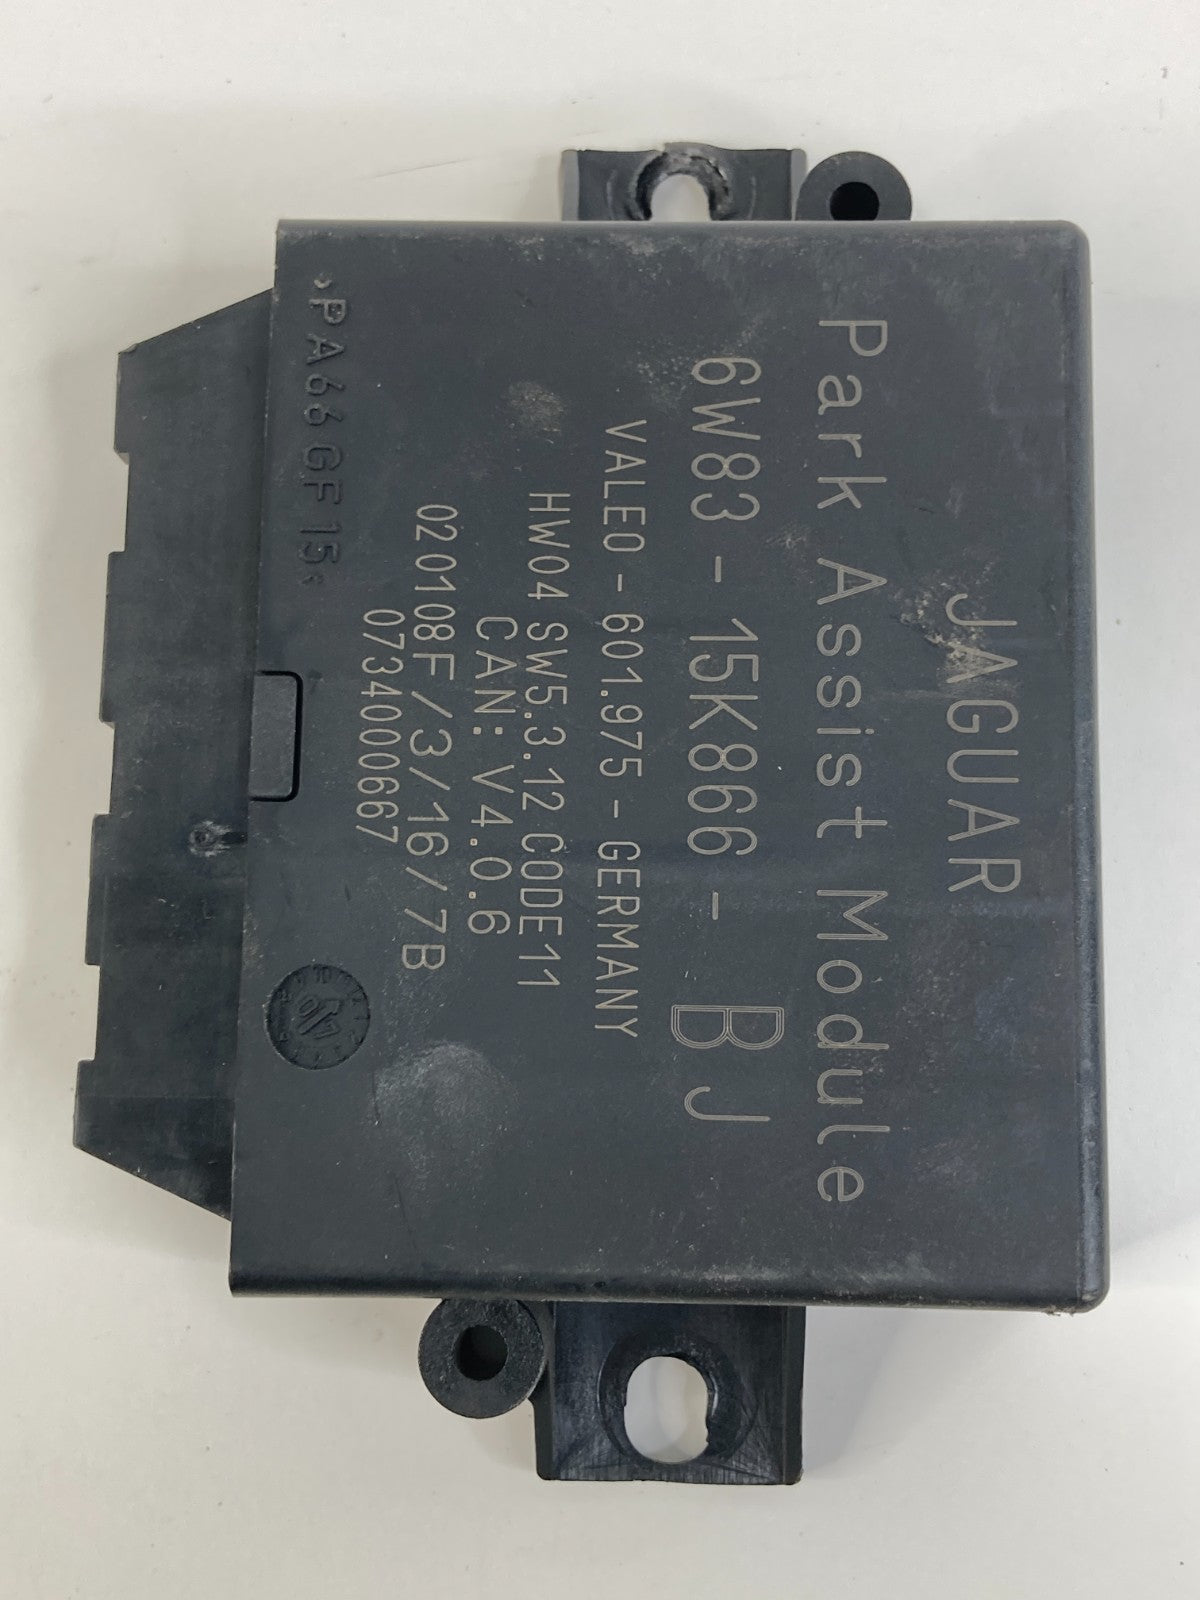 JAGUAR
Park Assist Module
6W83 - 15K866 - BJ
VALEO - 601.975 - GERMANY
HW04 SW5.3.12 CODE11
CAN: V4.0.6
020108F/3/16/7B
0734000667
>PA66GF15<